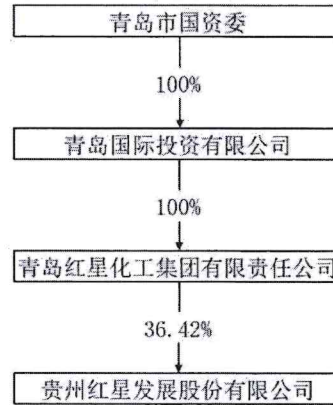 青岛市国资委
100%
青岛国际投资有限公司
100%
青岛红星化工集团有限责任公司
36.42%
贵州红星发展股份有限公司